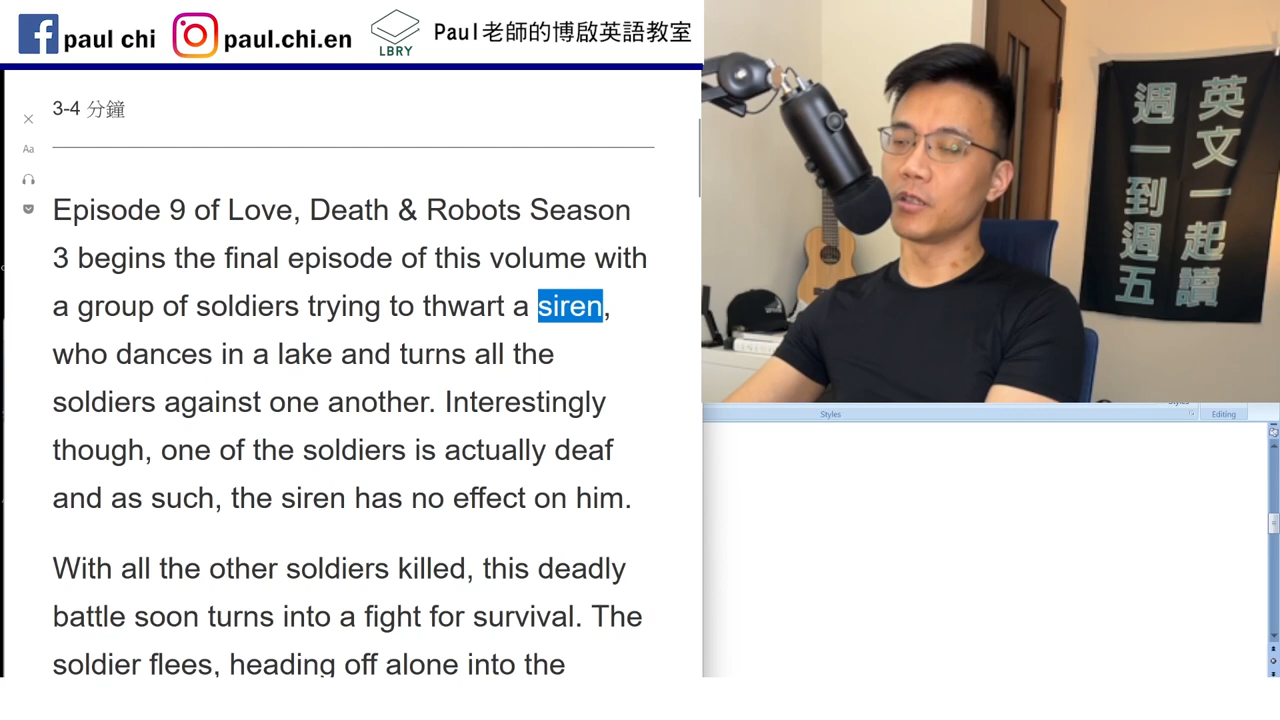 paul chi
paul.chi.en
LBRY
Paul老師的博啟英語教室
3-4 分鐘
Aa
Episode 9 of Love, Death & Robots Season
3 begins the final episode of this volume with
a group of soldiers trying to thwart a siren,
who dances in a lake and turns all the
soldiers against one another. Interestingly
though, one of the soldiers is actually deaf
and as such, the siren has no effect on him.
With all the other soldiers killed, this deadly
battle soon turns into a fight for survival. The
soldier flees, heading off alone into the
英文一起讀
週一到週五
Styles
Editing